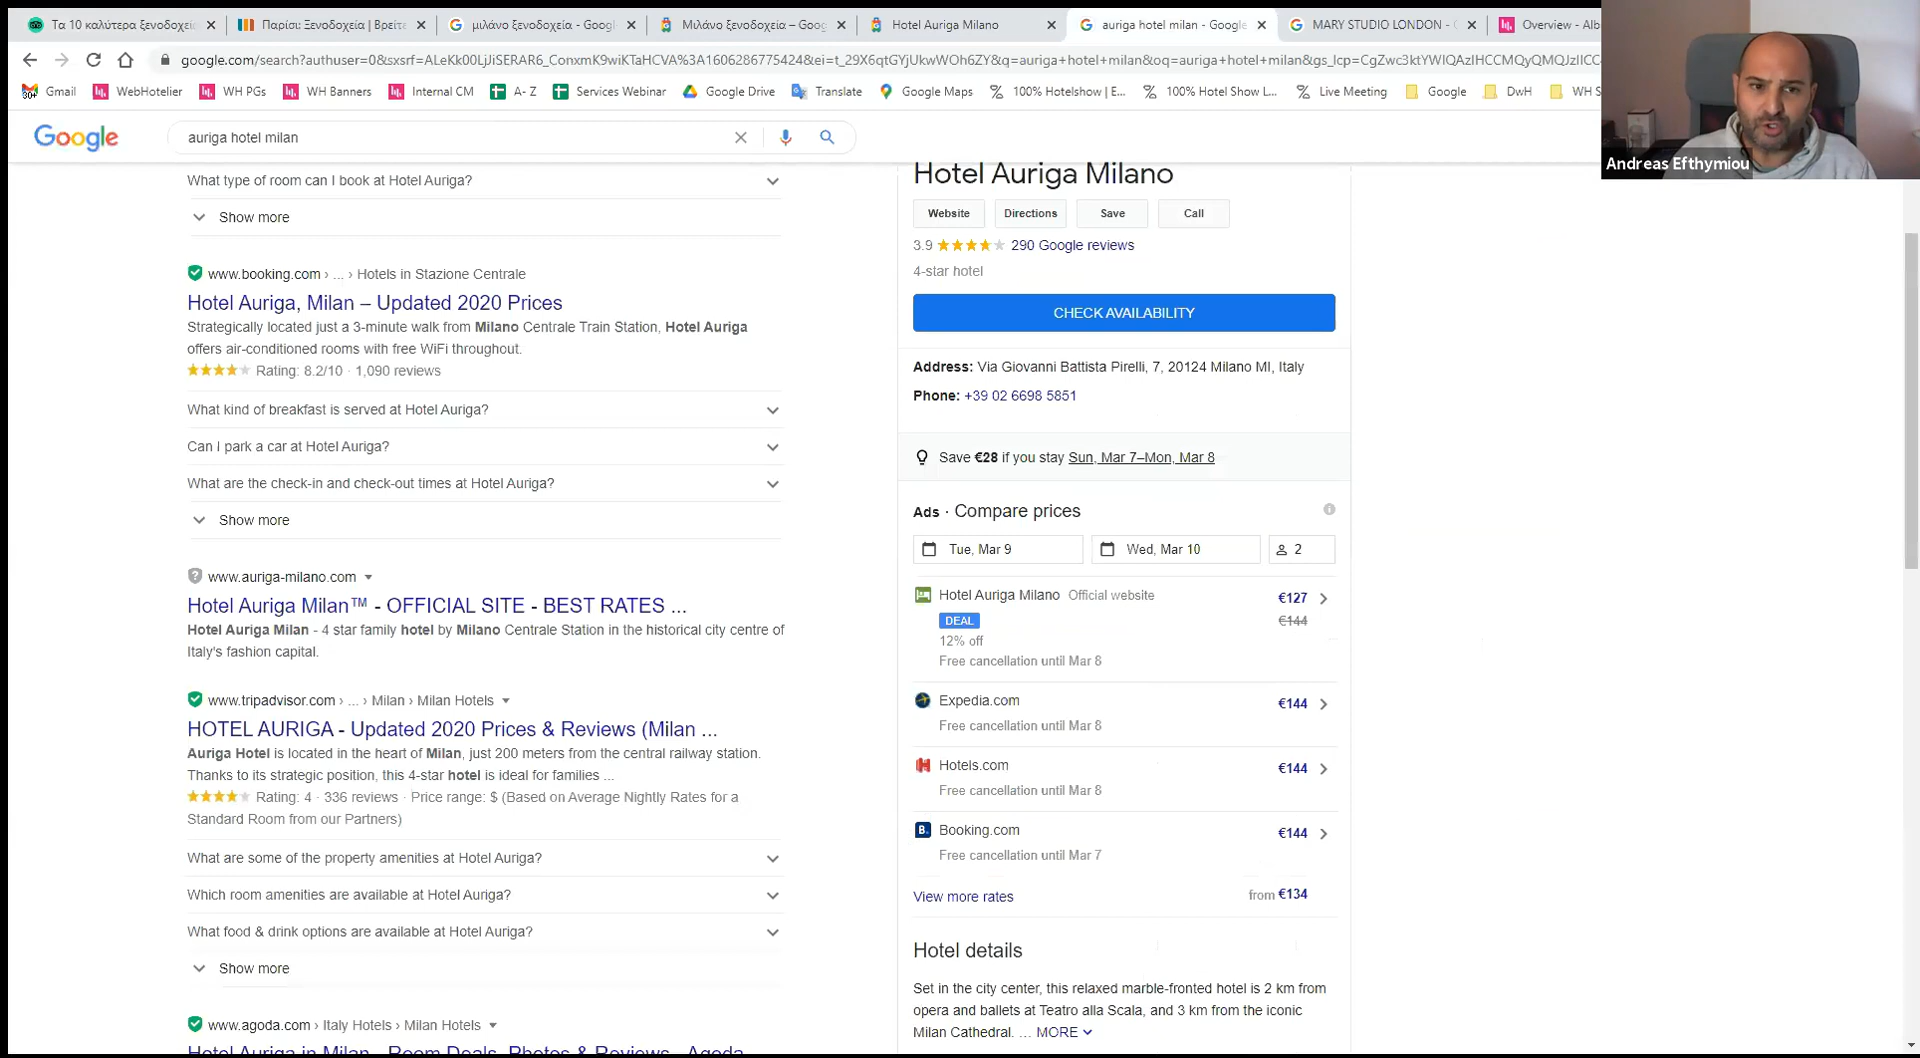 Τα 10 καλύτερα ξενοδοχεία
Παρίσι: Ξενοδοχεία | Βρείτε
μιλάνο ξενοδοχεία - Google
Μιλάνο ξενοδοχεία – Goog
Hotel Auriga Milano
auriga hotel milan - Google
MARY STUDIO LONDON -
Overview - Alb
google.com/search?authuser=0&sxsrf=
Gmail
WebHotelier
WH PGs
WH Banners
Internal CM
A- Z
Services Webinar
Google Drive
Translate
Google Maps
100% Hotelshow | E...
100% Hotel Show L...
Live Meeting
Google
DwH
WH S
Andreas Efthymiou
Google
auriga hotel milan
What type of room can I book at Hotel Auriga?
Show more
www.booking.com › ... › Hotels in Stazione Centrale
Hotel Auriga, Milan – Updated 2020 Prices
Strategically located just a 3-minute walk from Milano Centrale Train Station, Hotel Auriga
offers air-conditioned rooms with free WiFi throughout.
Rating: 8.2/10 · 1,090 reviews
What kind of breakfast is served at Hotel Auriga?
Can I park a car at Hotel Auriga?
What are the check-in and check-out times at Hotel Auriga?
Show more
www.auriga-milano.com
Hotel Auriga Milan™ - OFFICIAL SITE - BEST RATES ...
Hotel Auriga Milan - 4 star family hotel by Milano Centrale Station in the historical city centre of
Italy's fashion capital.
www.tripadvisor.com › ... › Milan › Milan Hotels
HOTEL AURIGA - Updated 2020 Prices & Reviews (Milan ...
Auriga Hotel is located in the heart of Milan, just 200 meters from the central railway station.
Thanks to its strategic position, this 4-star hotel is ideal for families ...
Rating: 4 · 336 reviews · Price range: $ (Based on Average Nightly Rates for a
Standard Room from our Partners)
What are some of the property amenities at Hotel Auriga?
Which room amenities are available at Hotel Auriga?
What food & drink options are available at Hotel Auriga?
Show more
www.agoda.com › Italy Hotels › Milan Hotels
Hotel Auriga in Milan - Room Deals, Photos & Reviews - Agoda
Hotel Auriga Milano
Website
Directions
Save
Call
3.9 290 Google reviews
4-star hotel
CHECK AVAILABILITY
Address: Via Giovanni Battista Pirelli, 7, 20124 Milano MI, Italy
Phone: +39 02 6698 5851
Save €28 if you stay Sun, Mar 7–Mon, Mar 8
Ads · Compare prices
Tue, Mar 9
Wed, Mar 10
2
Hotel Auriga Milano Official website €127
DEAL €144
12% off
Free cancellation until Mar 8
Expedia.com €144
Free cancellation until Mar 8
Hotels.com €144
Free cancellation until Mar 8
Booking.com €144
Free cancellation until Mar 7
View more rates from €134
Hotel details
Set in the city center, this relaxed marble-fronted hotel is 2 km from
opera and ballets at Teatro alla Scala, and 3 km from the iconic
Milan Cathedral. ... MORE